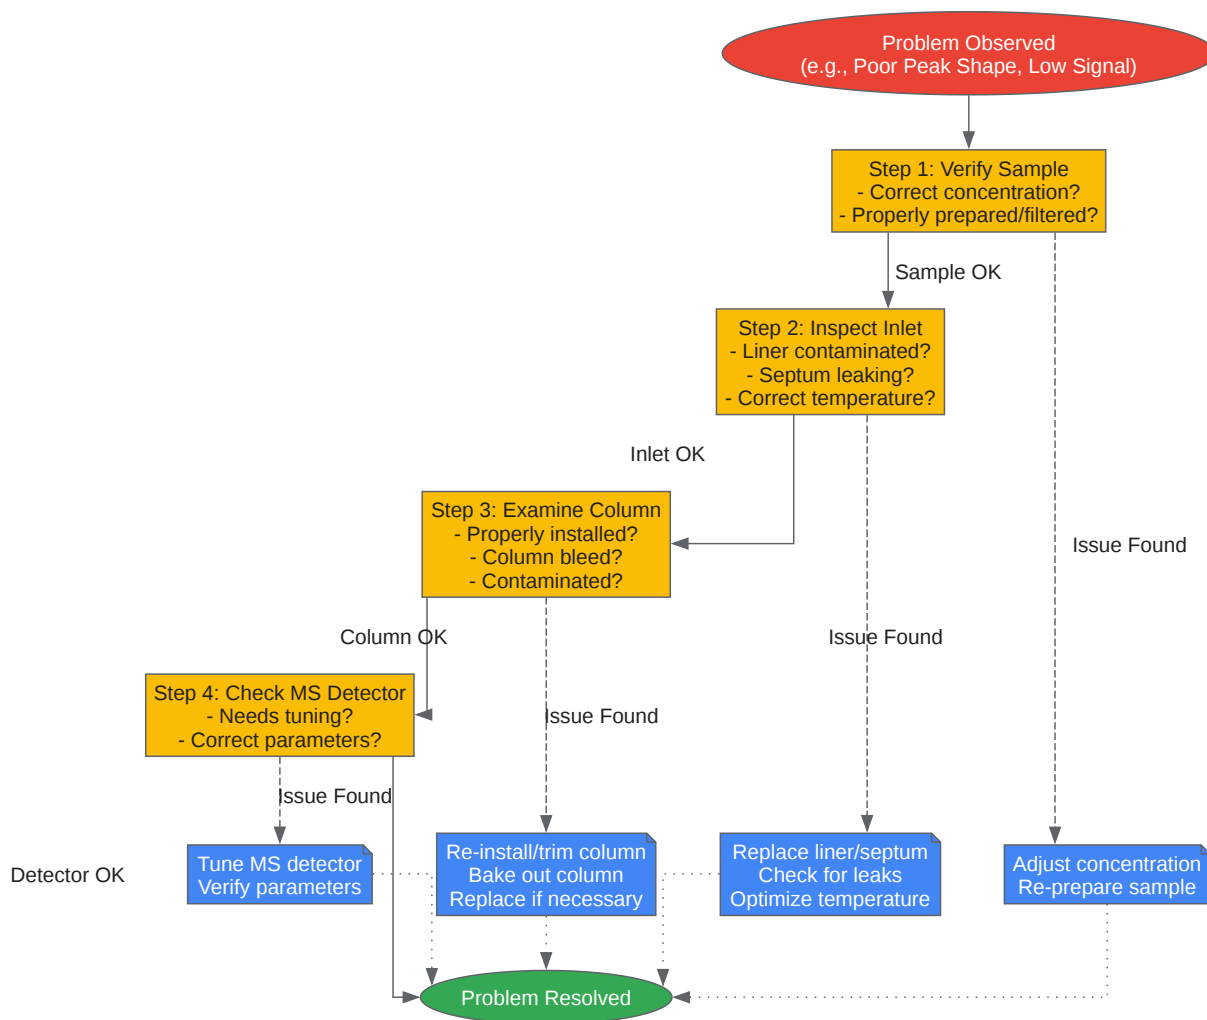 Problem Observed
(e.g., Poor Peak Shape, Low Signal)
Step 1: Verify Sample
- Correct concentration?
- Properly prepared/filtered?
Sample OK
Step 2: Inspect Inlet
- Liner contaminated?
- Septum leaking?
- Correct temperature?
Inlet OK
Step 3: Examine Column
- Properly installed?
- Column bleed?
- Contaminated?
Issue Found
Column OK
Issue Found
Step 4: Check MS Detector
- Needs tuning?
- Correct parameters?
Issue Found
Issue Found
Detector OK
Tune MS detector
Verify parameters
Re-install/trim column
Bake out column
Replace if necessary
Replace liner/septum
Check for leaks
Optimize temperature
Adjust concentration
Re-prepare sample
Problem Resolved